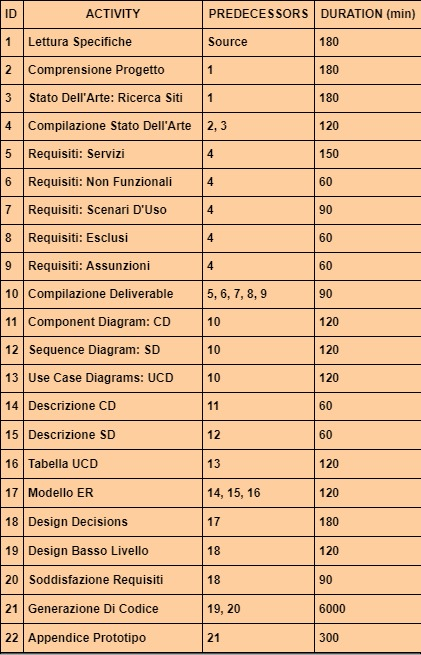 ID ACTIVITY PREDECESSORS DURATION (min)
1 Lettura Specifiche Source 180
2 Comprensione Progetto 1 180
3 Stato Dell'Arte: Ricerca Siti 1 180
4 Compilazione Stato Dell'Arte 2, 3 120
5 Requisiti: Servizi 4 150
6 Requisiti: Non Funzionali 4 60
7 Requisiti: Scenari D'Uso 4 90
8 Requisiti: Esclusi 4 60
9 Requisiti: Assunzioni 4 60
10 Compilazione Deliverable 5, 6, 7, 8, 9 90
11 Component Diagram: CD 10 120
12 Sequence Diagram: SD 10 120
13 Use Case Diagrams: UCD 10 120
14 Descrizione CD 11 60
15 Descrizione SD 12 60
16 Tabella UCD 13 120
17 Modello ER 14, 15, 16 120
18 Design Decisions 17 180
19 Design Basso Livello 18 120
20 Soddisfazione Requisiti 18 90
21 Generazione Di Codice 19, 20 6000
22 Appendice Prototipo 21 300